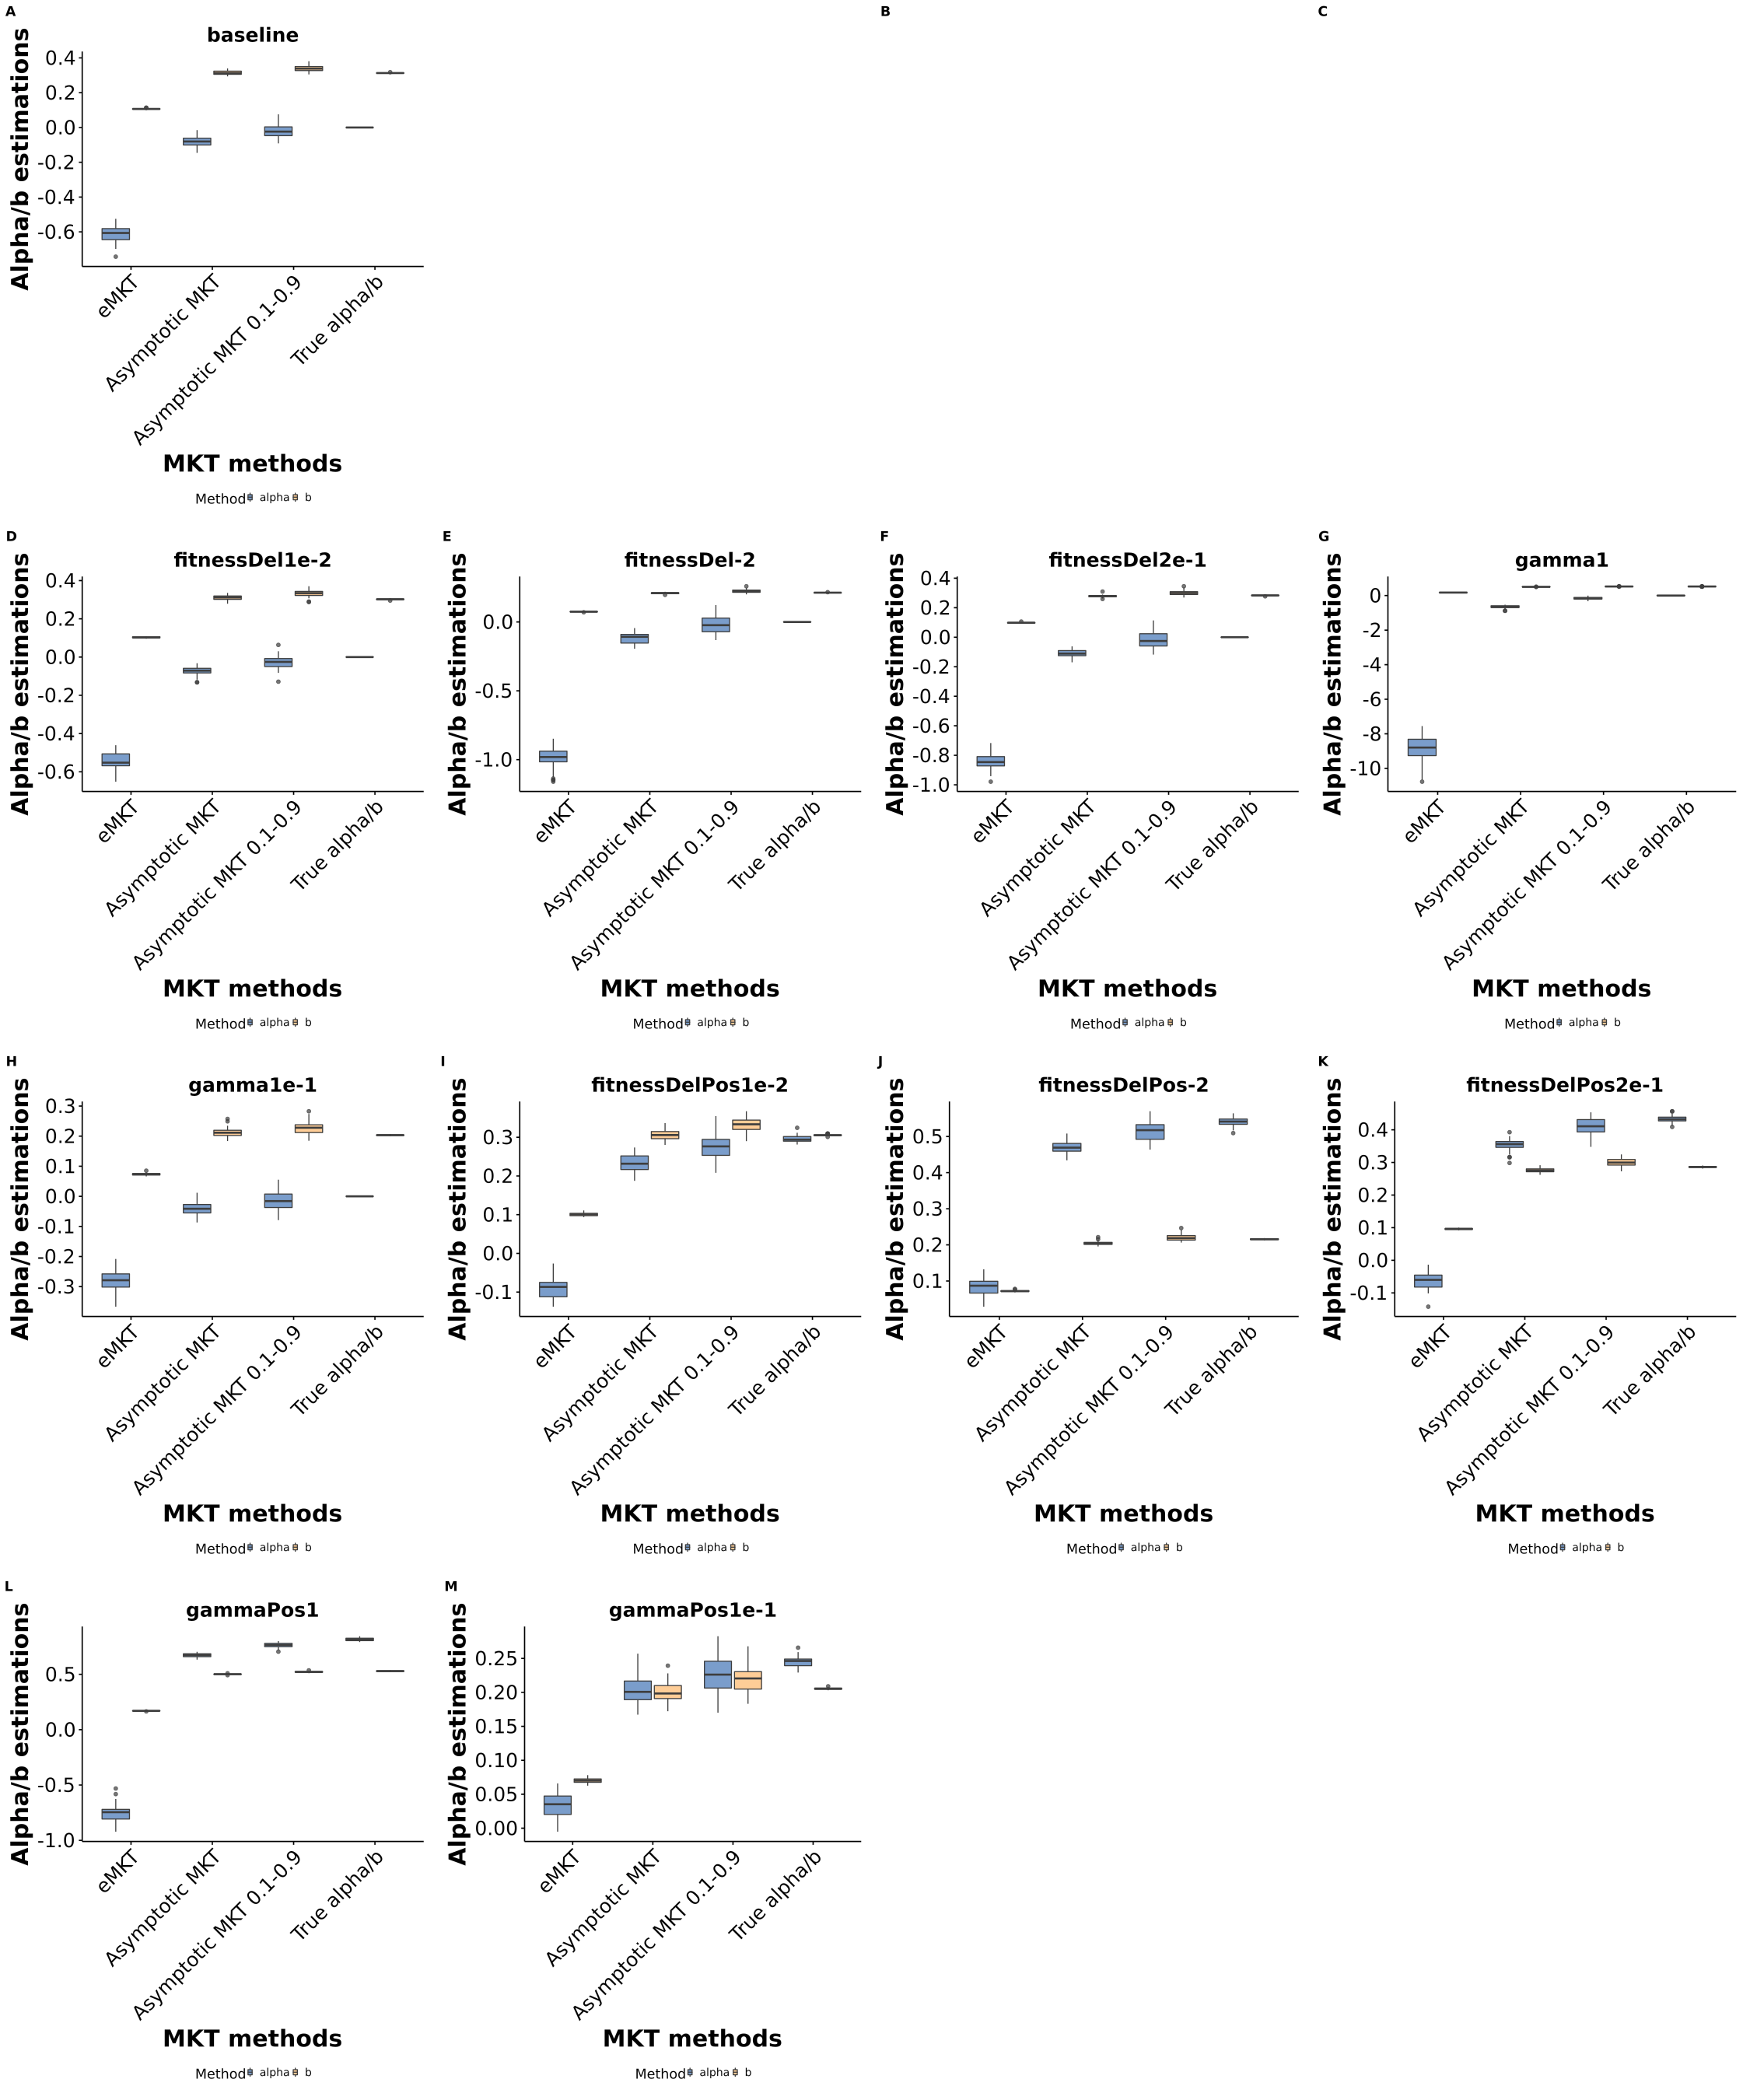 A
B
C
baseline
Alpha/b estimations
0.4
0.2
0.0
-0.2
-0.4
-0.6
eMKT
Asymptotic MKT
Asymptotic MKT 0.1-0.9
True alpha/b
MKT methods
Method alpha b
D
fitnessDel1e-2
Alpha/b estimations
0.4
0.2
0.0
-0.2
-0.4
-0.6
eMKT
Asymptotic MKT
Asymptotic MKT 0.1-0.9
True alpha/b
MKT methods
Method alpha b
E
fitnessDel-2
Alpha/b estimations
0.0
-0.5
-1.0
eMKT
Asymptotic MKT
Asymptotic MKT 0.1-0.9
True alpha/b
MKT methods
Method alpha b
F
fitnessDel2e-1
Alpha/b estimations
0.4
0.2
0.0
-0.2
-0.4
-0.6
-0.8
-1.0
eMKT
Asymptotic MKT
Asymptotic MKT 0.1-0.9
True alpha/b
MKT methods
Method alpha b
G
gamma1
Alpha/b estimations
0
-2
-4
-6
-8
-10
eMKT
Asymptotic MKT
Asymptotic MKT 0.1-0.9
True alpha/b
MKT methods
Method alpha b
H
gamma1e-1
Alpha/b estimations
0.3
0.2
0.1
0.0
-0.1
-0.2
-0.3
eMKT
Asymptotic MKT
Asymptotic MKT 0.1-0.9
True alpha/b
MKT methods
Method alpha b
I
fitnessDelPos1e-2
Alpha/b estimations
0.3
0.2
0.1
0.0
-0.1
eMKT
Asymptotic MKT
Asymptotic MKT 0.1-0.9
True alpha/b
MKT methods
Method alpha b
J
fitnessDelPos-2
Alpha/b estimations
0.5
0.4
0.3
0.2
0.1
eMKT
Asymptotic MKT
Asymptotic MKT 0.1-0.9
True alpha/b
MKT methods
Method alpha b
K
fitnessDelPos2e-1
Alpha/b estimations
0.4
0.3
0.2
0.1
0.0
-0.1
eMKT
Asymptotic MKT
Asymptotic MKT 0.1-0.9
True alpha/b
MKT methods
Method alpha b
L
gammaPos1
Alpha/b estimations
0.5
0.0
-0.5
-1.0
eMKT
Asymptotic MKT
Asymptotic MKT 0.1-0.9
True alpha/b
MKT methods
Method alpha b
M
gammaPos1e-1
Alpha/b estimations
0.25
0.20
0.15
0.10
0.05
0.00
eMKT
Asymptotic MKT
Asymptotic MKT 0.1-0.9
True alpha/b
MKT methods
Method alpha b